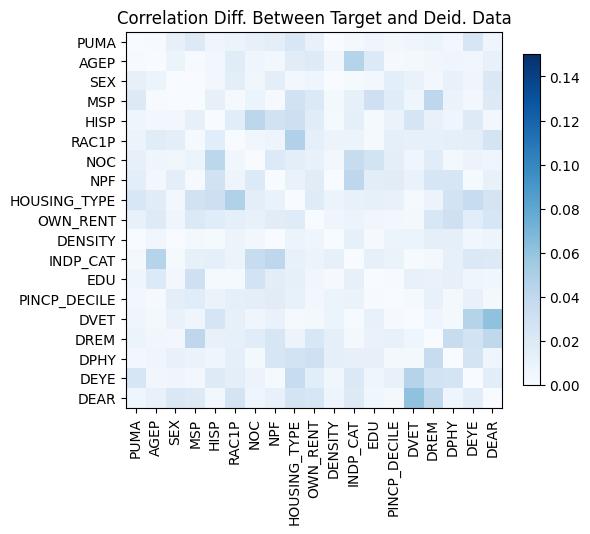 Correlation Diff. Between Target and Deid. Data
PUMA
AGEP
SEX
MSP
HISP
RAC1P
NOC
NPF
HOUSING_TYPE
OWN_RENT
DENSITY
INDP_CAT
EDU
PINCP_DECILE
DVET
DREM
DPHY
DEYE
DEAR
PUMA
AGEP
SEX
MSP
HISP
RAC1P
NOC
NPF
HOUSING_TYPE
OWN_RENT
DENSITY
INDP_CAT
EDU
PINCP_DECILE
DVET
DREM
DPHY
DEYE
DEAR
0.14
0.12
0.10
0.08
0.06
0.04
0.02
0.00